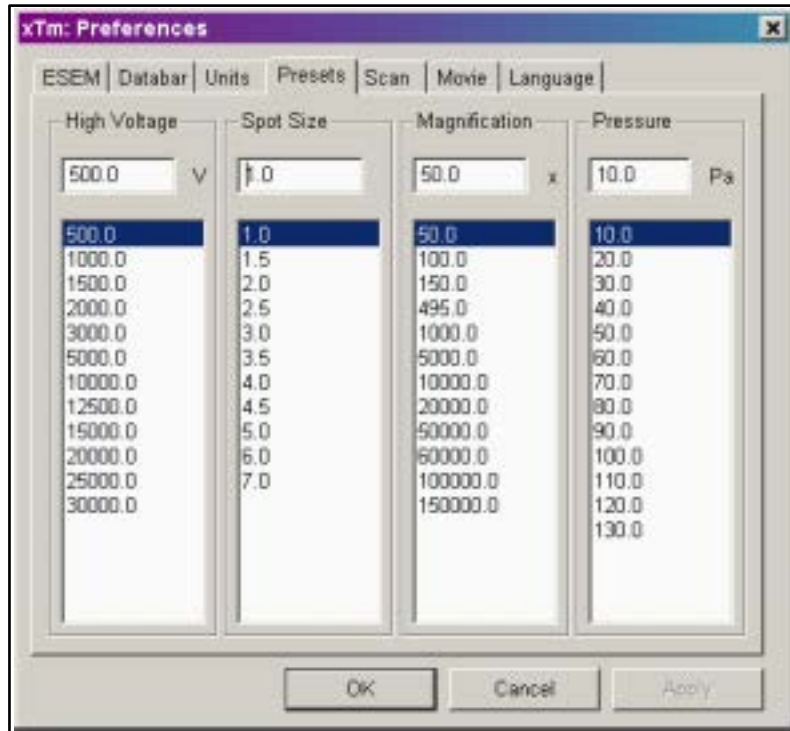 xTm: Preferences
ESEM Databar Units Presets Scan Movie Language
High Voltage Spot Size Magnification Pressure
500.0 V 1.0 50.0 x 10.0 Pa
500.0 1.0 50.0 10.0
1000.0 1.5 100.0 20.0
1500.0 2.0 150.0 30.0
2000.0 2.5 495.0 40.0
3000.0 3.0 1000.0 50.0
5000.0 3.5 5000.0 60.0
10000.0 4.0 10000.0 70.0
12500.0 4.5 20000.0 80.0
15000.0 5.0 50000.0 90.0
20000.0 6.0 60000.0 100.0
25000.0 7.0 100000.0 110.0
30000.0 150000.0 120.0
130.0
OK Cancel Apply